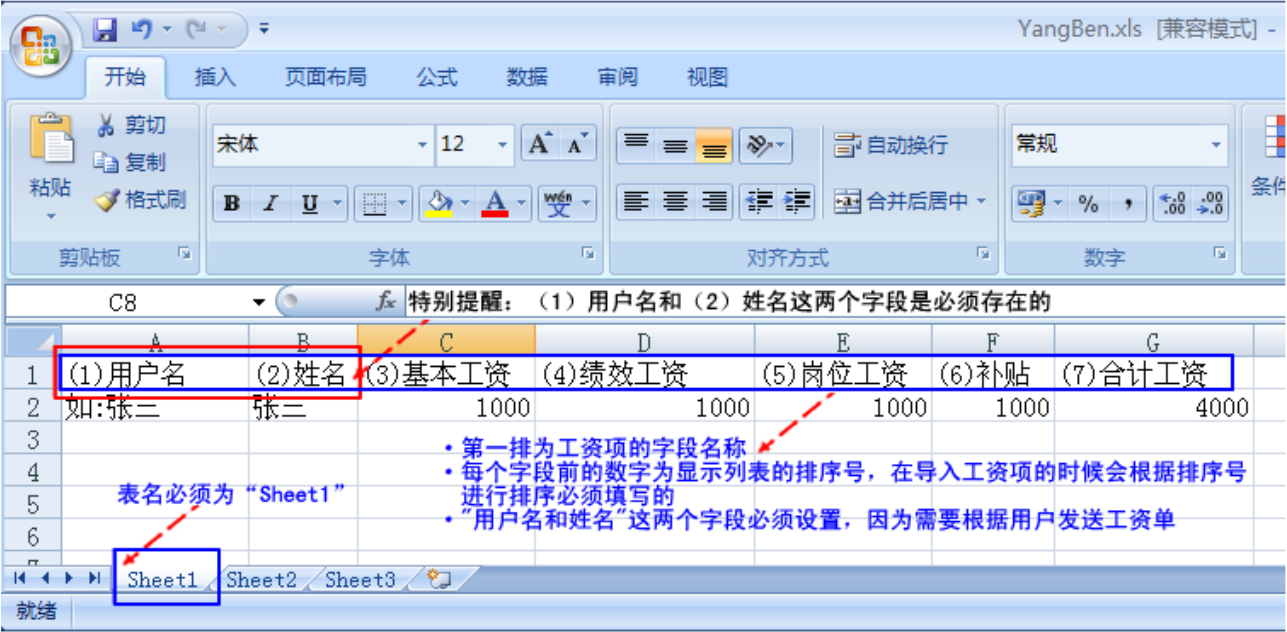 YangBen.xls [兼容模式] -
开始 插入 页面布局 公式 数据 审阅 视图
粘贴
剪切
复制
格式刷
宋体 12 A A
B I U A wén 文
自动换行
合并后居中
常规
% , .0 .00 .00 .0
条件
剪贴板 字体 对齐方式 数字
C8 fx 特别提醒：（1）用户名和（2）姓名这两个字段是必须存在的
A B C D E F G
1 (1)用户名 (2)姓名 (3)基本工资 (4)绩效工资 (5)岗位工资 (6)补贴 (7)合计工资
2 如:张三 张三 1000 1000 1000 1000 4000
3
4
5
6
·第一排为工资项的字段名称
·每个字段前的数字为显示列表的排序号，在导入工资项的时候会根据排序号
进行排序必须填写的
·"用户名和姓名"这两个字段必须设置，因为需要根据用户发送工资单
表名必须为“Sheet1”
Sheet1 Sheet2 Sheet3
就绪